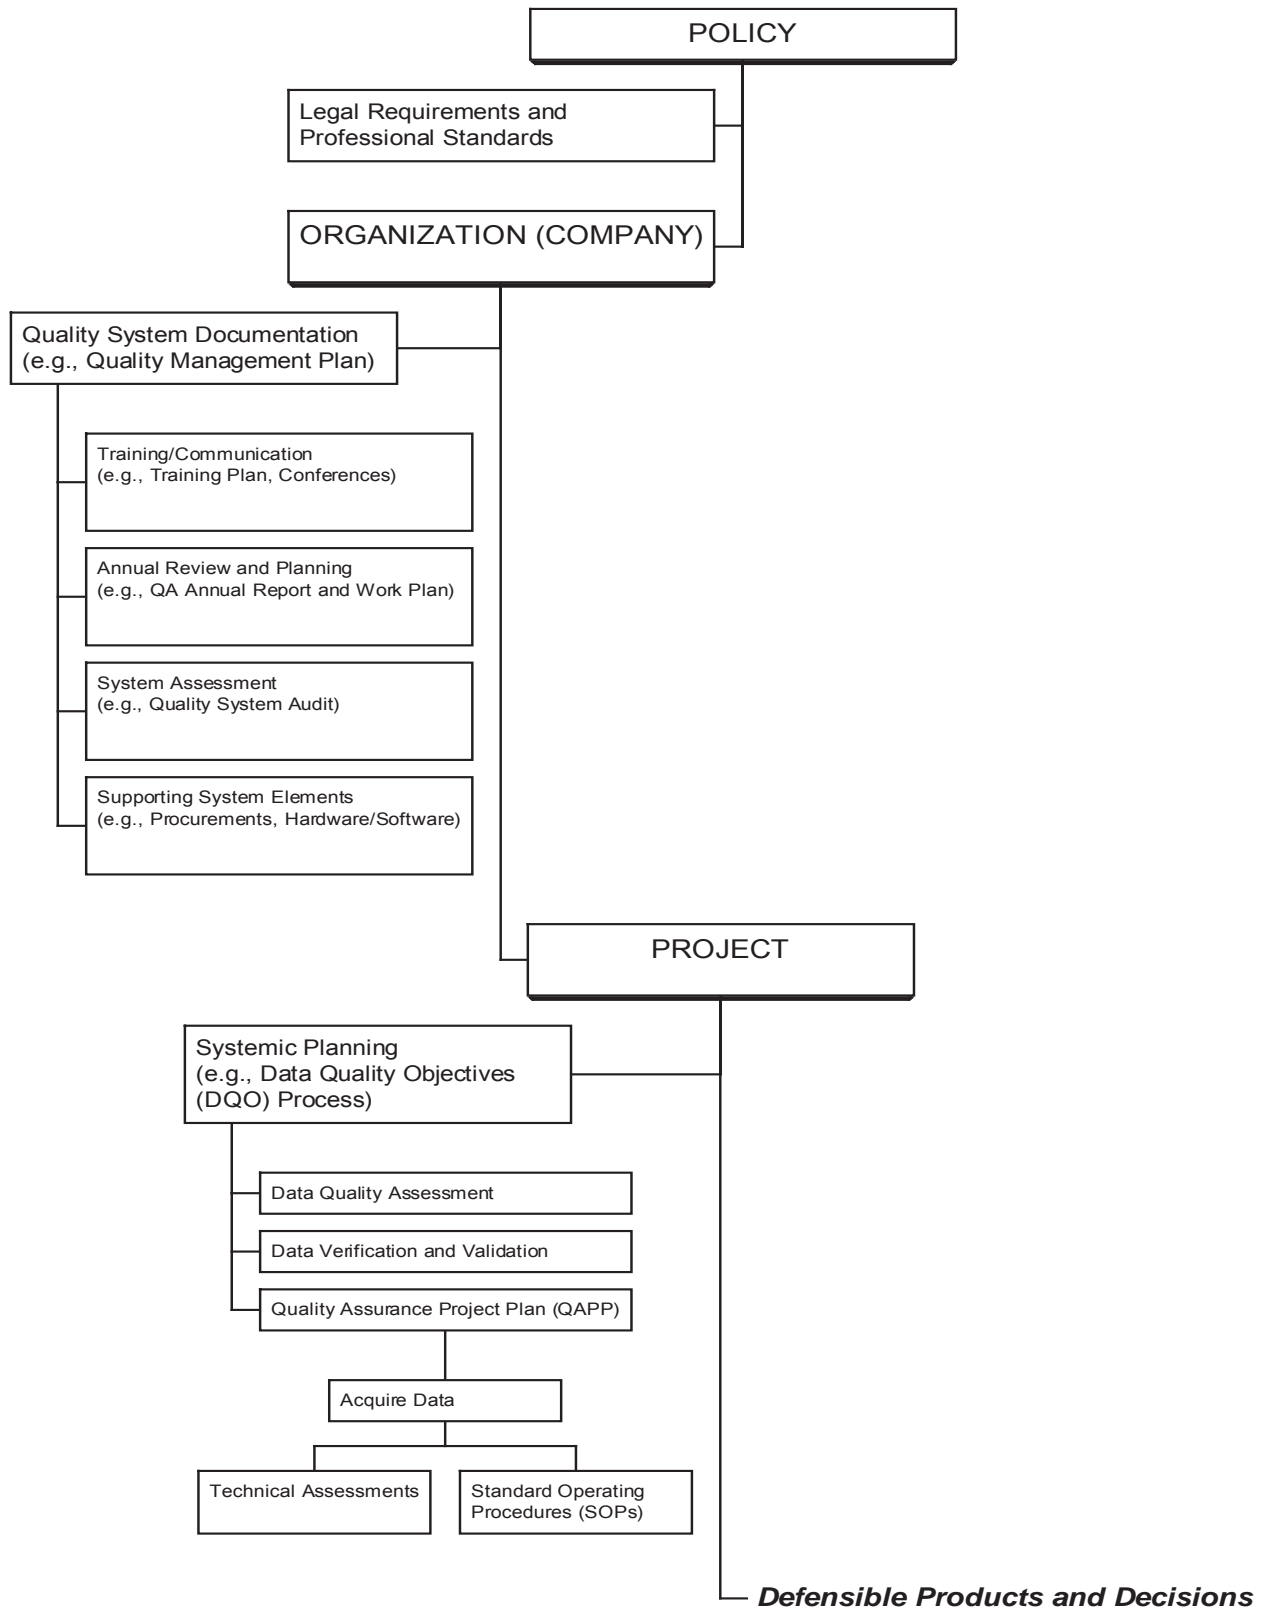 POLICY
Legal Requirements and
Professional Standards
ORGANIZATION (COMPANY)
Quality System Documentation
(e.g., Quality Management Plan)
Training/Communication
(e.g., Training Plan, Conferences)
Annual Review and Planning
(e.g., QA Annual Report and Work Plan)
System Assessment
(e.g., Quality System Audit)
Supporting System Elements
(e.g., Procurements, Hardware/Software)
PROJECT
Systemic Planning
(e.g., Data Quality Objectives
(DQO) Process)
Data Quality Assessment
Data Verification and Validation
Quality Assurance Project Plan (QAPP)
Acquire Data
Technical Assessments
Standard Operating
Procedures (SOPs)
Defensible Products and Decisions